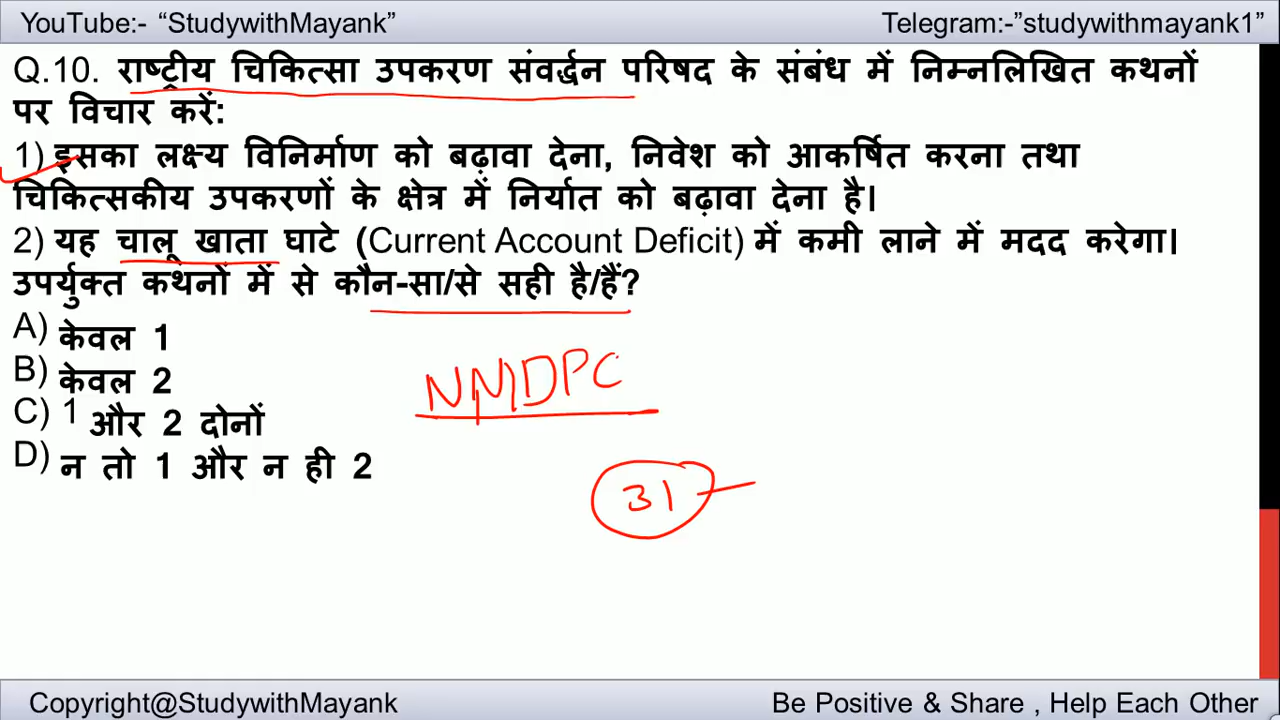 YouTube:- “StudywithMayank”
Telegram:-”studywithmayank1”
Q.10. राष्ट्रीय चिकित्सा उपकरण संवर्द्धन परिषद के संबंध में निम्नलिखित कथनों
पर विचार करें:
1) इसका लक्ष्य विनिर्माण को बढ़ावा देना, निवेश को आकर्षित करना तथा
चिकित्सकीय उपकरणों के क्षेत्र में निर्यात को बढ़ावा देना है।
2) यह चालू खाता घाटे (Current Account Deficit) में कमी लाने में मदद करेगा।
उपर्युक्त कथनों में से कौन-सा/से सही है/हैं?
A) केवल 1
B) केवल 2
C) 1 और 2 दोनों
D) न तो 1 और न ही 2
NMDPC
31
Copyright@StudywithMayank
Be Positive & Share , Help Each Other